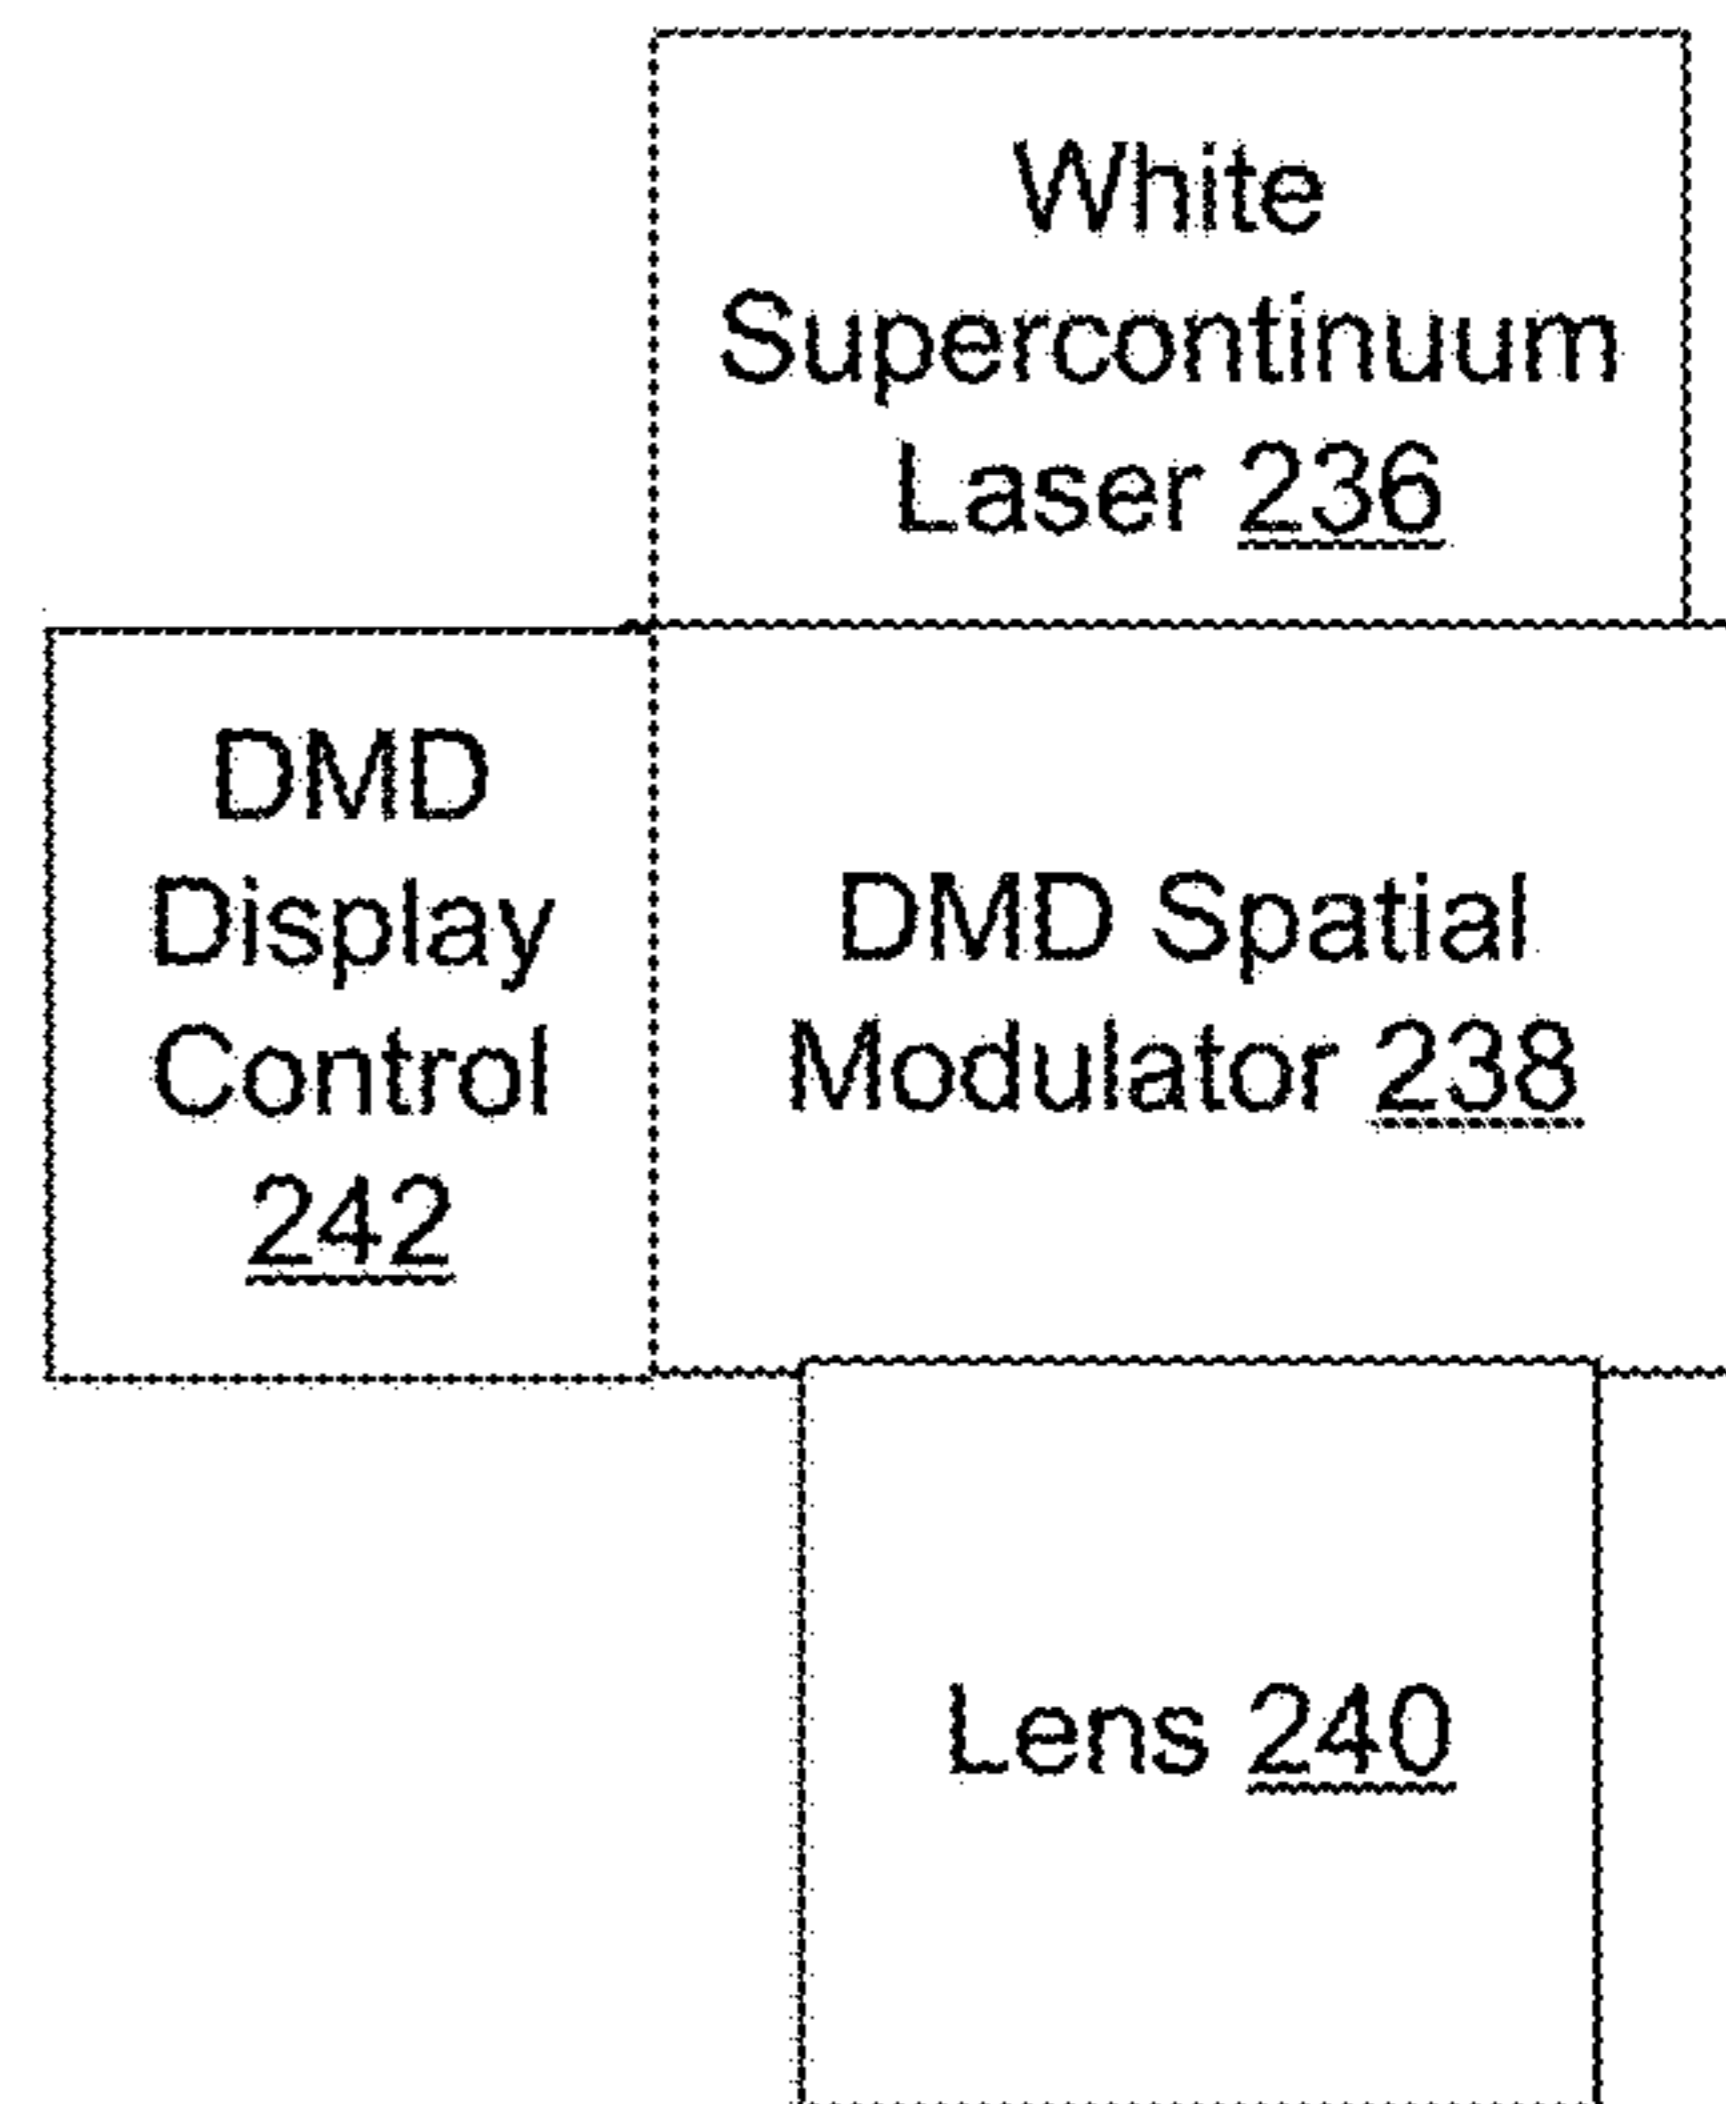 White
Supercontinuum
Laser 236
DMD
Display
Control
242
DMD Spatial
Modulator 238
Lens 240